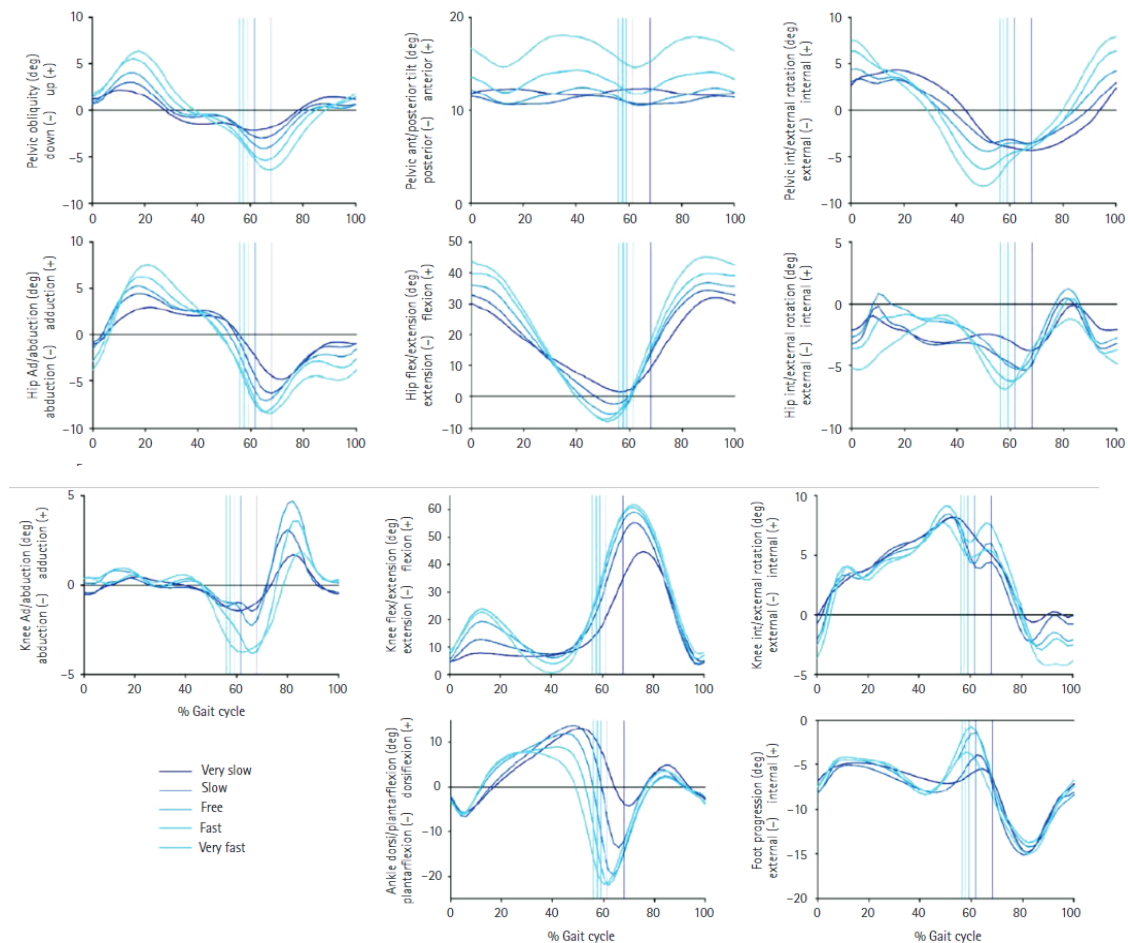 Pelvic obliquity (deg)
down (−) up (+)
10
5
0
−5
−10
0 20 40 60 80 100
Pelvic ant/posterior tilt (deg)
posterior (−) anterior (+)
20
10
0
0 20 40 60 80 100
Pelvic int/external rotation (deg)
external (−) internal (+)
10
5
0
−5
−10
0 20 40 60 80 100
Hip Ad/abduction (deg)
abduction (−) adduction (+)
10
5
0
−5
−10
0 20 40 60 80 100
Hip flex/extension (deg)
extension (−) flexion (+)
50
40
30
20
10
0
−10
0 20 40 60 80 100
Hip int/external rotation (deg)
external (−) internal (+)
5
0
−5
−10
0 20 40 60 80 100
Knee Ad/abduction (deg)
abduction (−) adduction (+)
5
0
−5
0 20 40 60 80 100
% Gait cycle
Knee flex/extension (deg)
extension (−) flexion (+)
60
50
40
30
20
10
0
0 20 40 60 80 100
Knee int/external rotation (deg)
external (−) internal (+)
10
5
0
−5
0 20 40 60 80 100
Very slow
Slow
Free
Fast
Very fast
Ankle dorsi/plantarflexion (deg)
plantarflexion (−) dorsiflexion (+)
10
0
−10
−20
0 20 40 60 80 100
% Gait cycle
Foot progression (deg)
external (−) internal (+)
0
−5
−10
−15
−20
0 20 40 60 80 100
% Gait cycle